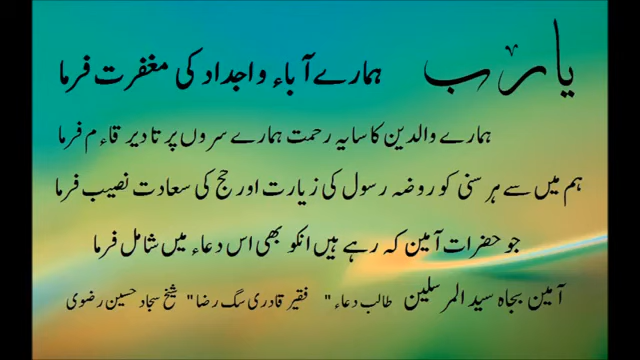 یا رب ہمارے آباء و اجداد کی مغفرت فرما
ہمارے والدین کا سایہ رحمت ہمارے سروں پر تا دیر قاءم فرما
ہم میں سے ہر سنی کو روضہ رسول کی زیارت اور حج کی سعادت نصیب فرما
جو حضرات آمین کہ رہے ہیں انکو بھی اس دعاء میں شامل فرما
آمین بجاہ سید المرسلین طالب دعاء " فقیر قادری سگ رضا " شیخ سجاد حسین رضوی